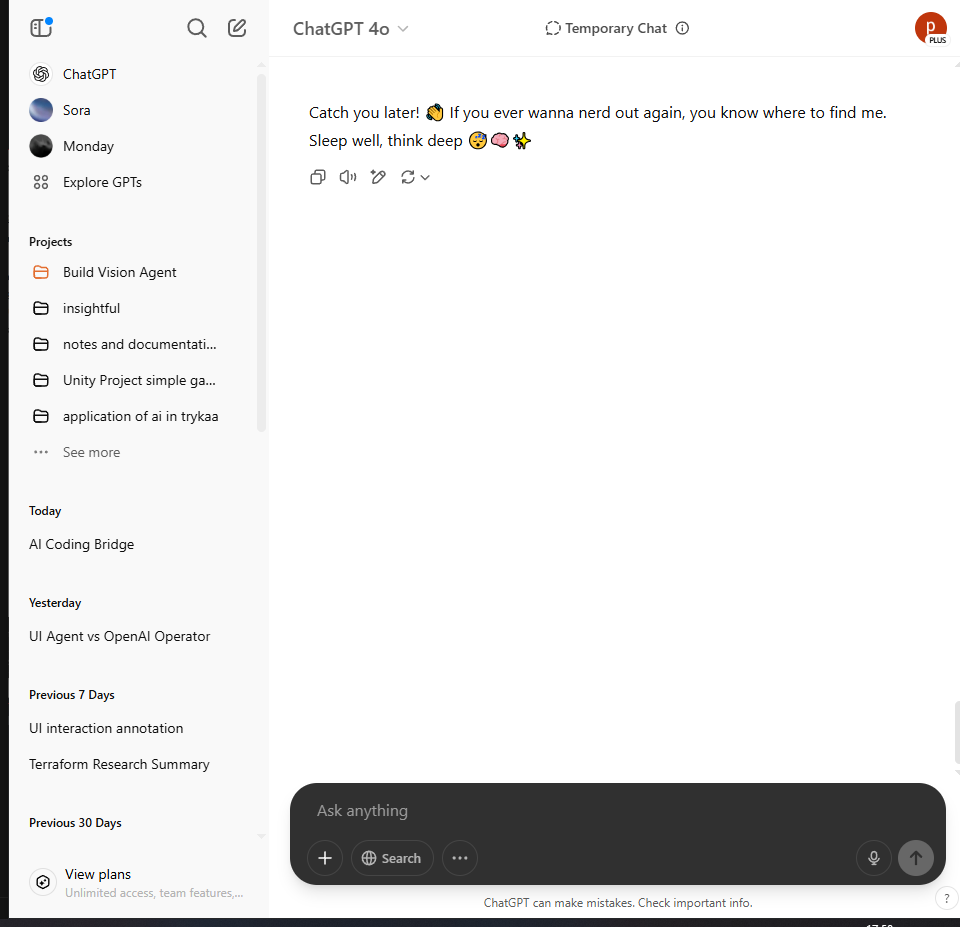 ChatGPT 4o
Temporary Chat
p
PLUS
ChatGPT
Sora
Monday
Explore GPTs
Projects
Build Vision Agent
insightful
notes and documentati...
Unity Project simple ga...
application of ai in trykaa
See more
Today
AI Coding Bridge
Yesterday
UI Agent vs OpenAI Operator
Previous 7 Days
UI interaction annotation
Terraform Research Summary
Previous 30 Days
View plans
Unlimited access, team features,...
Catch you later! 👏 If you ever wanna nerd out again, you know where to find me.
Sleep well, think deep 😴🧠✨
Ask anything
Search
ChatGPT can make mistakes. Check important info.
?